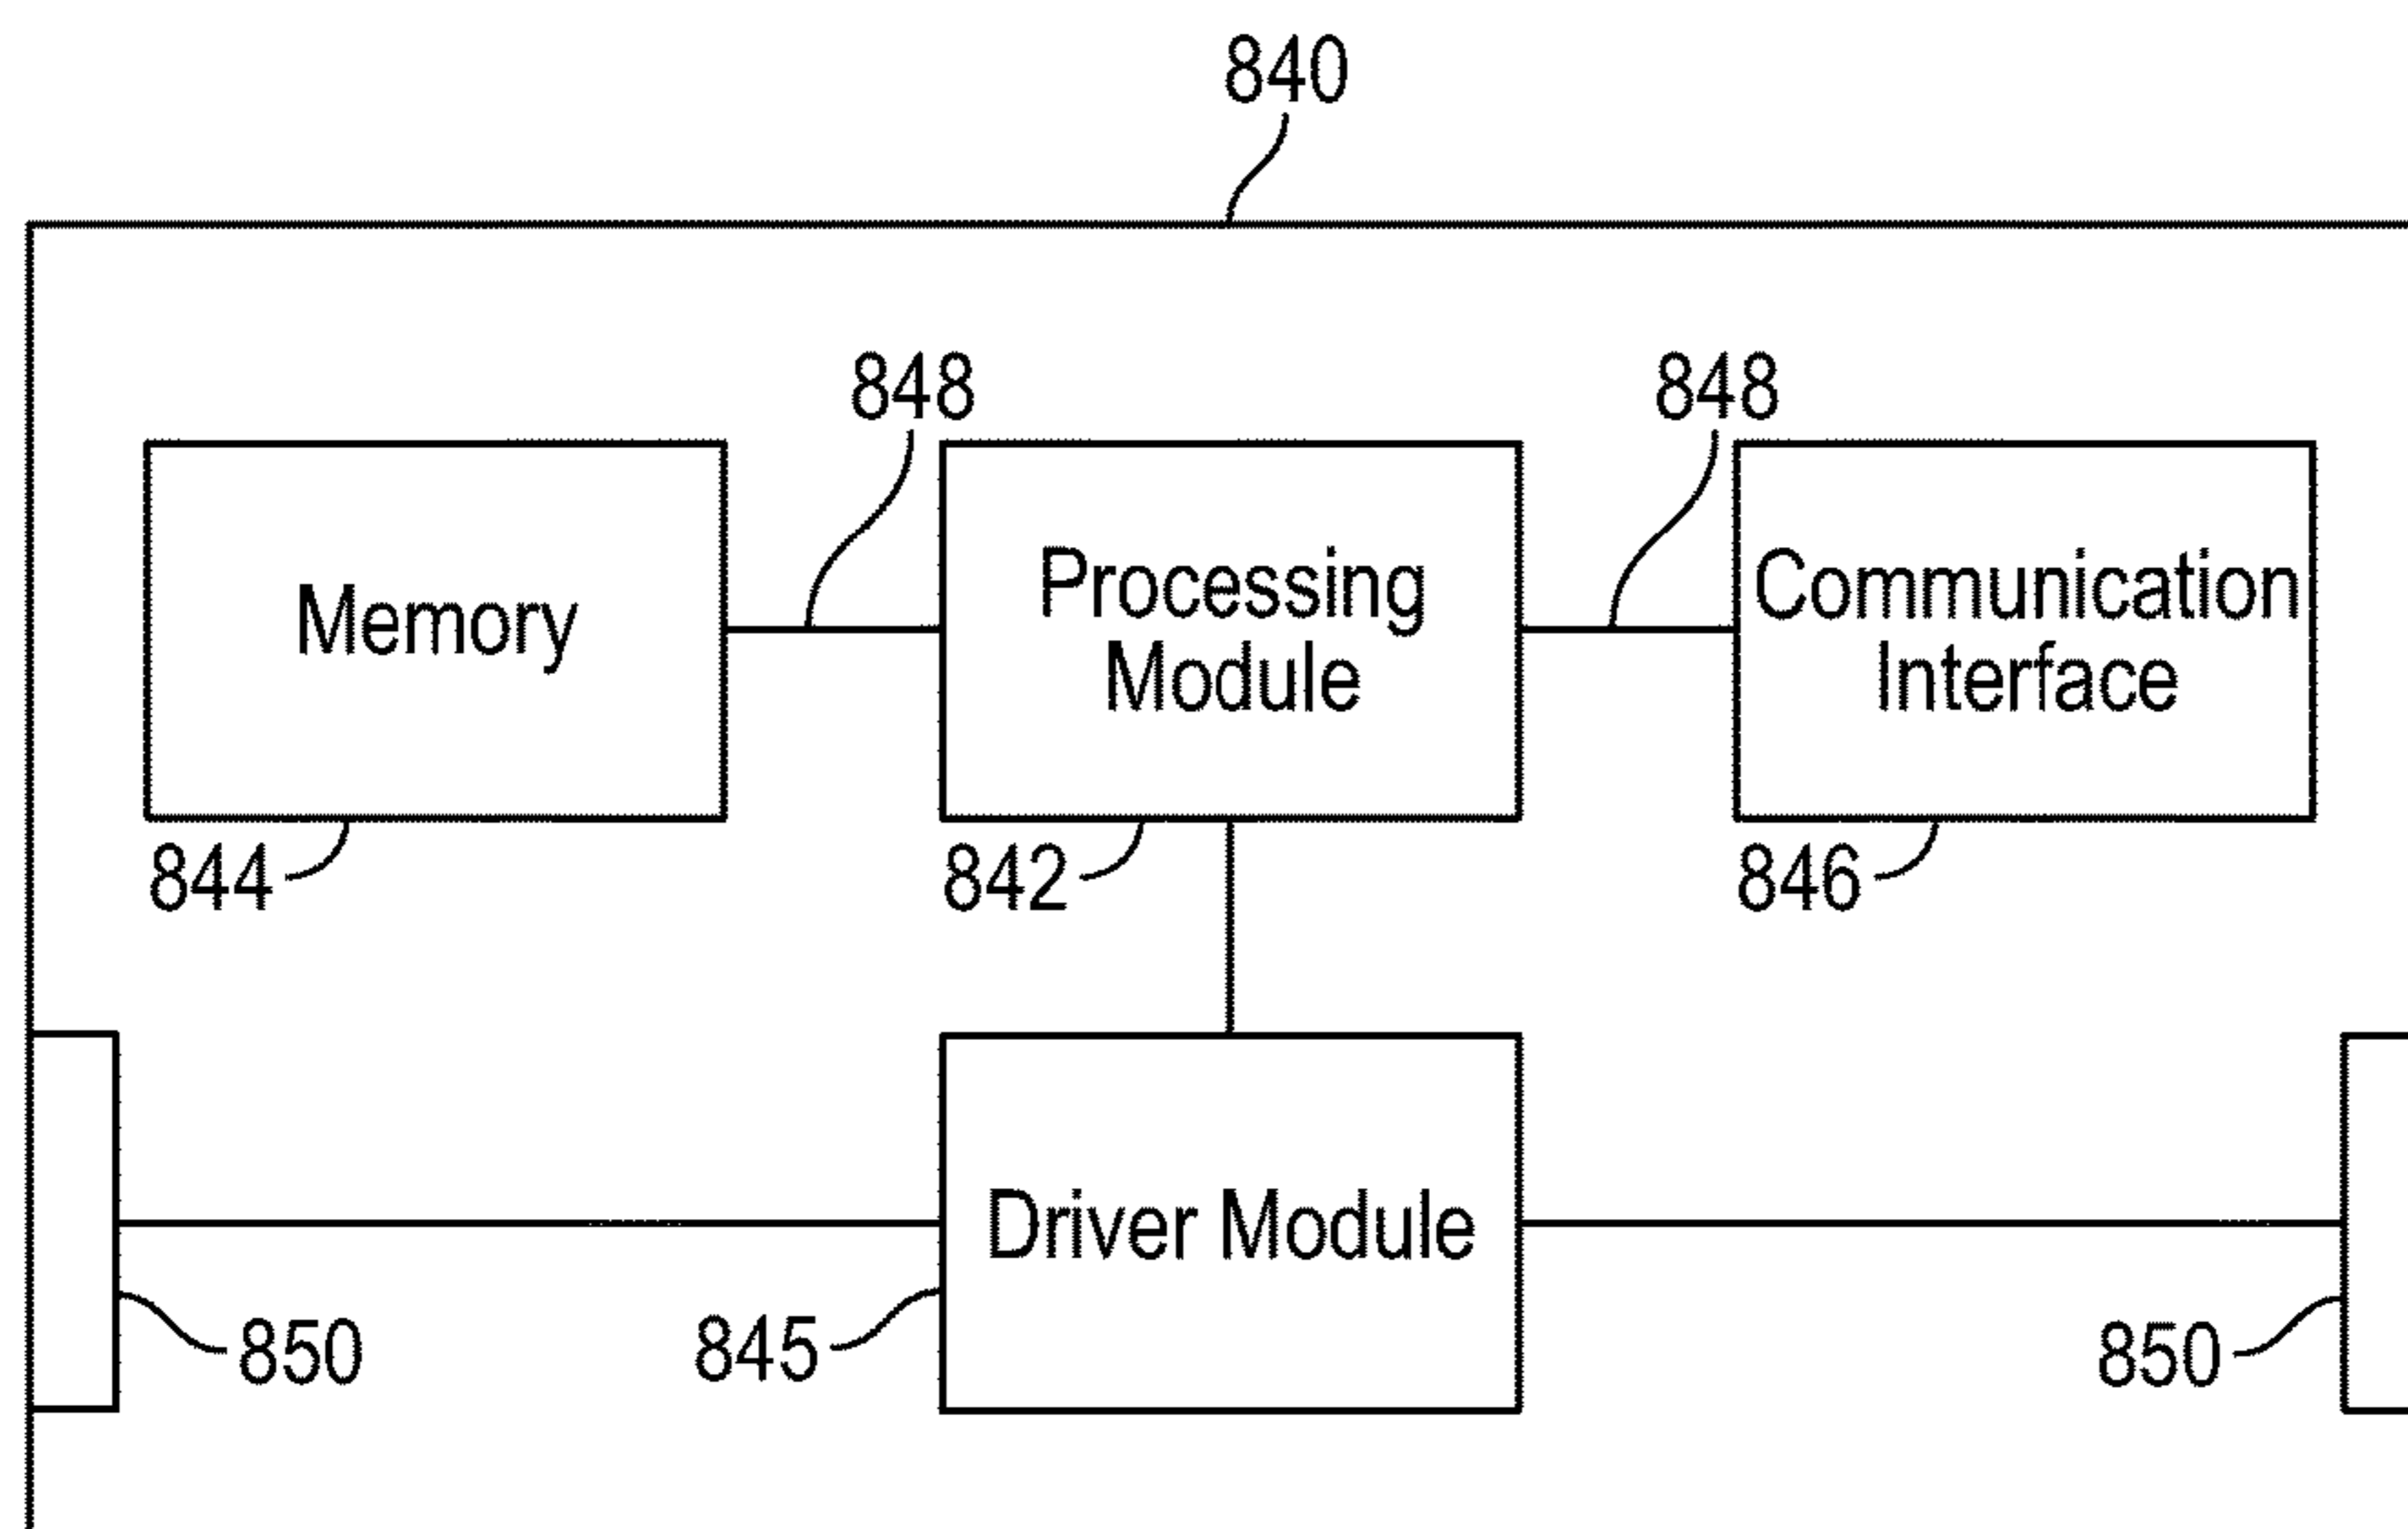 840
848
848
Memory
Processing
Module
Communication
Interface
844
842
846
Driver Module
850
845
850